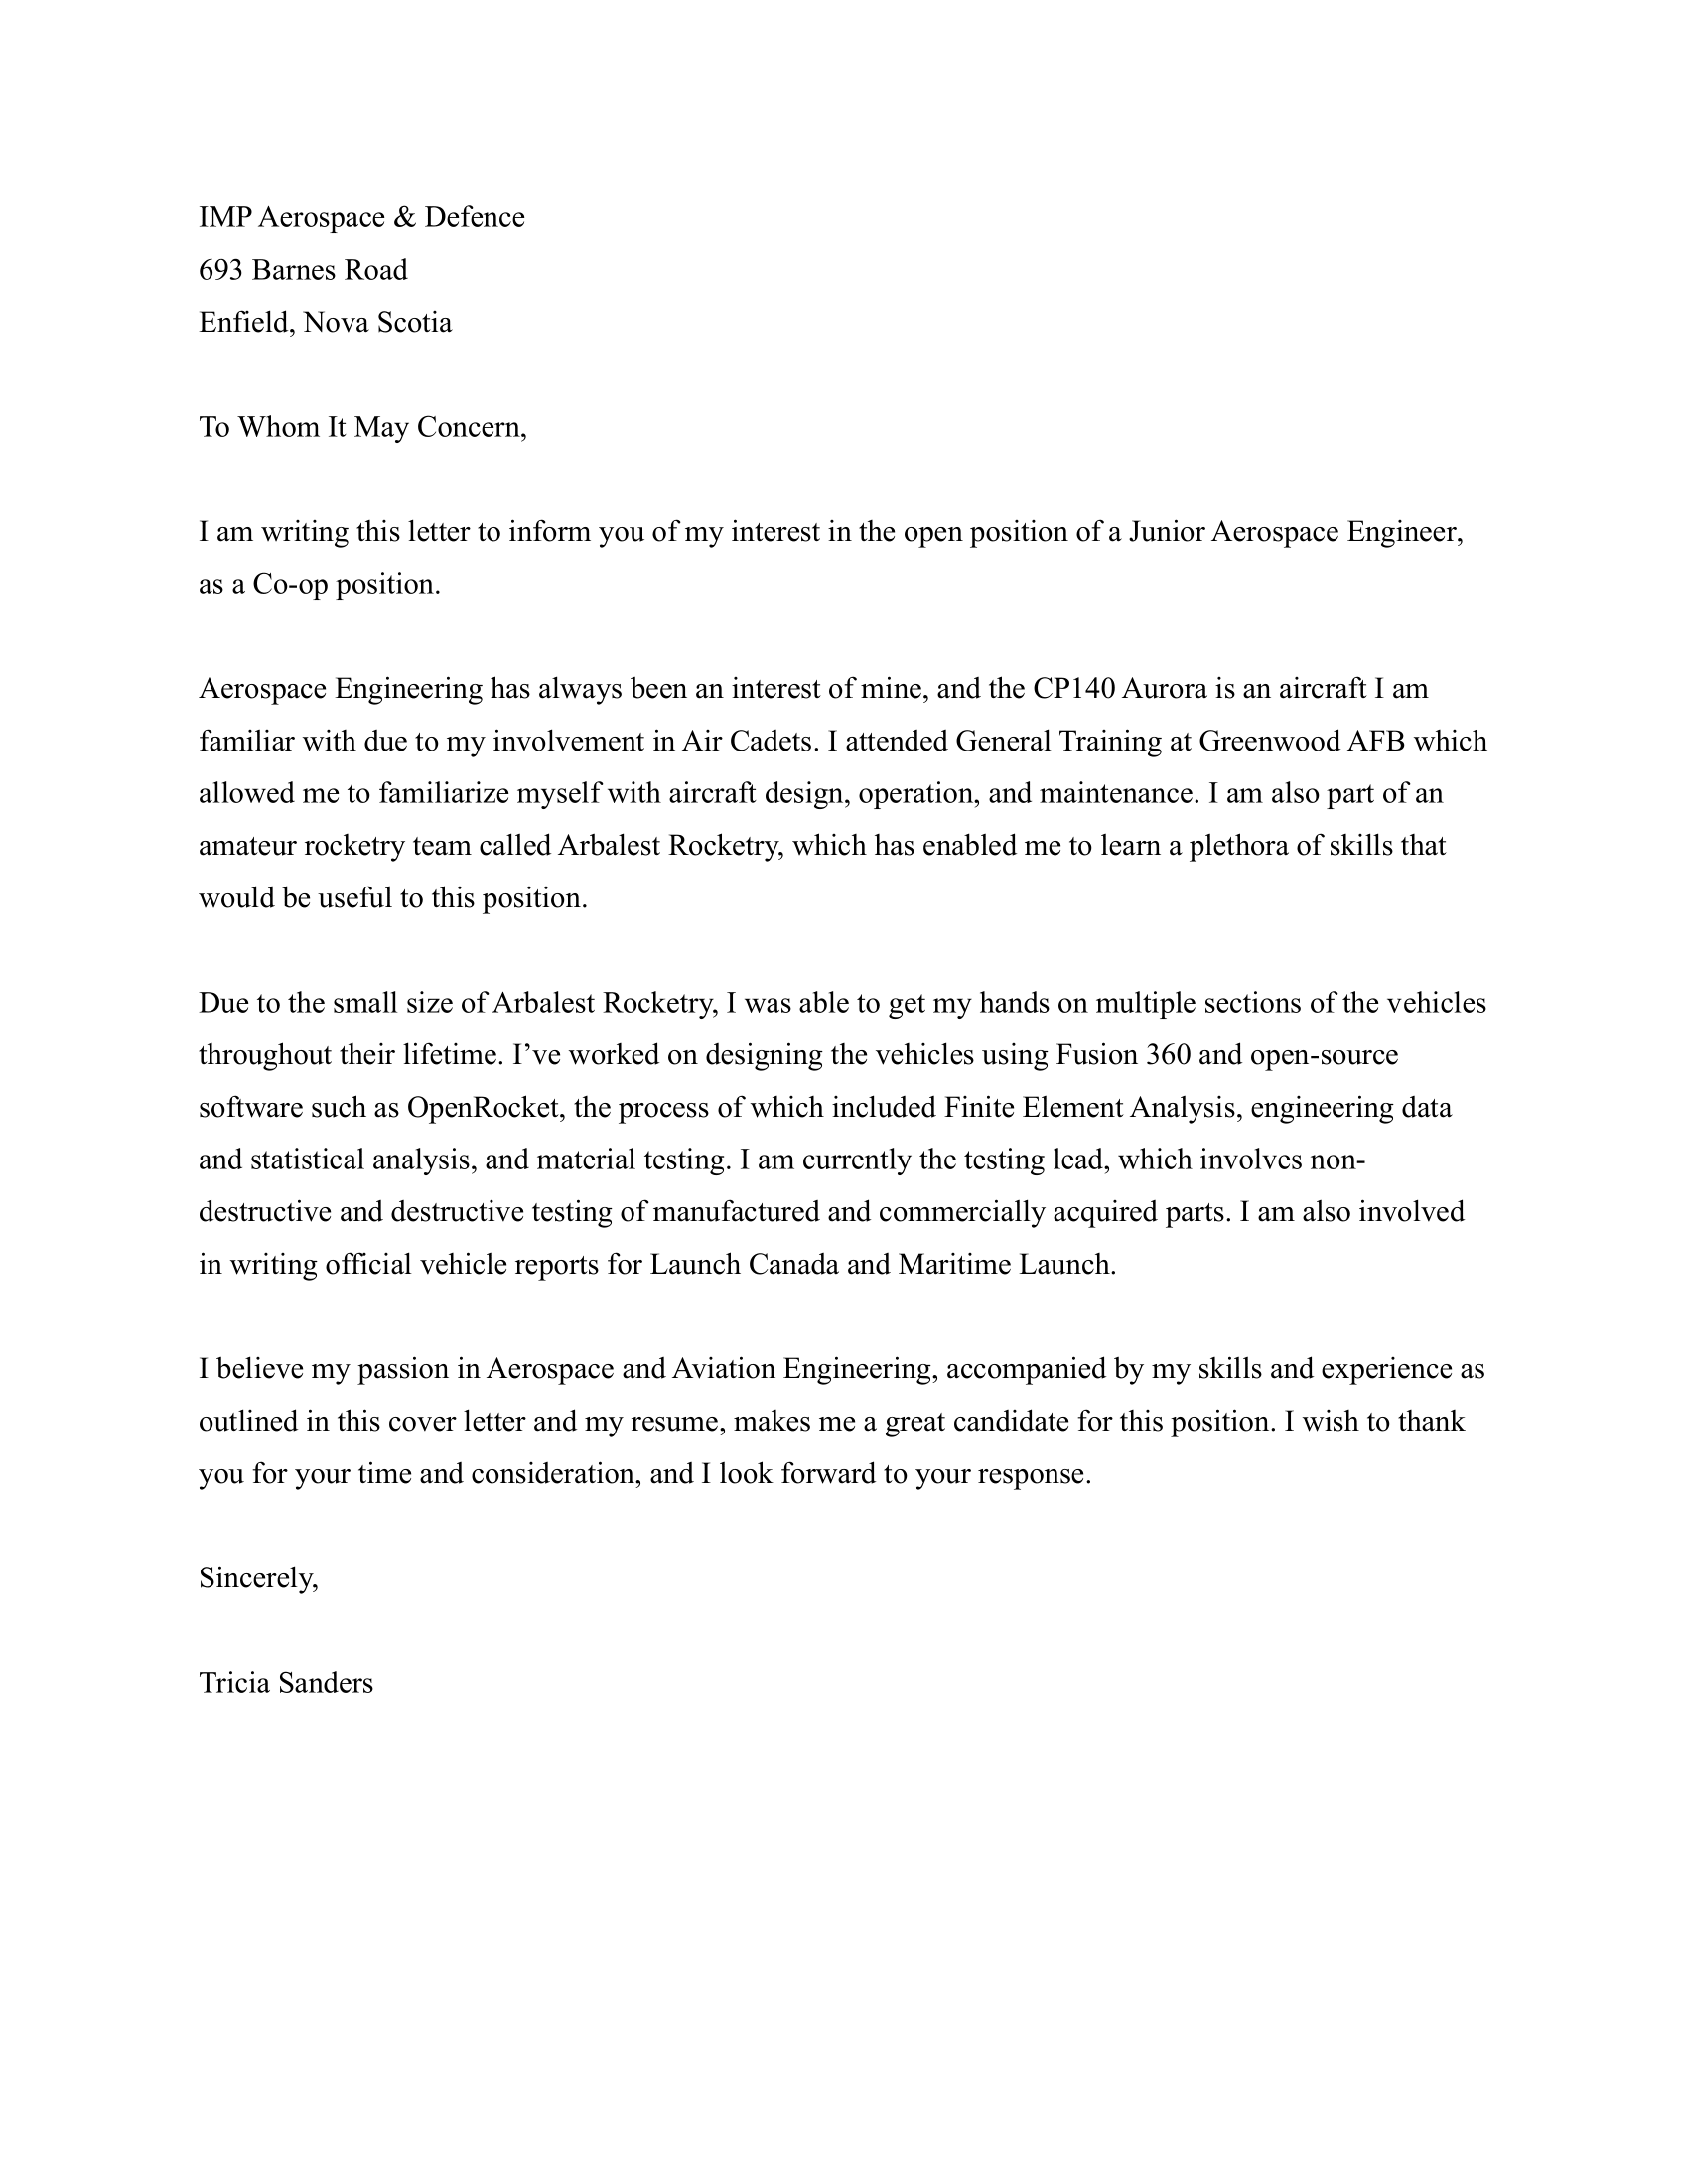 IMP Aerospace & Defence
693 Barnes Road
Enfield, Nova Scotia
To Whom It May Concern,
I am writing this letter to inform you of my interest in the open position of a Junior Aerospace Engineer,
as a Co-op position.
Aerospace Engineering has always been an interest of mine, and the CP140 Aurora is an aircraft I am
familiar with due to my involvement in Air Cadets. I attended General Training at Greenwood AFB which
allowed me to familiarize myself with aircraft design, operation, and maintenance. I am also part of an
amateur rocketry team called Arbalest Rocketry, which has enabled me to learn a plethora of skills that
would be useful to this position.
Due to the small size of Arbalest Rocketry, I was able to get my hands on multiple sections of the vehicles
throughout their lifetime. I’ve worked on designing the vehicles using Fusion 360 and open-source
software such as OpenRocket, the process of which included Finite Element Analysis, engineering data
and statistical analysis, and material testing. I am currently the testing lead, which involves non-
destructive and destructive testing of manufactured and commercially acquired parts. I am also involved
in writing official vehicle reports for Launch Canada and Maritime Launch.
I believe my passion in Aerospace and Aviation Engineering, accompanied by my skills and experience as
outlined in this cover letter and my resume, makes me a great candidate for this position. I wish to thank
you for your time and consideration, and I look forward to your response.
Sincerely,
Tricia Sanders